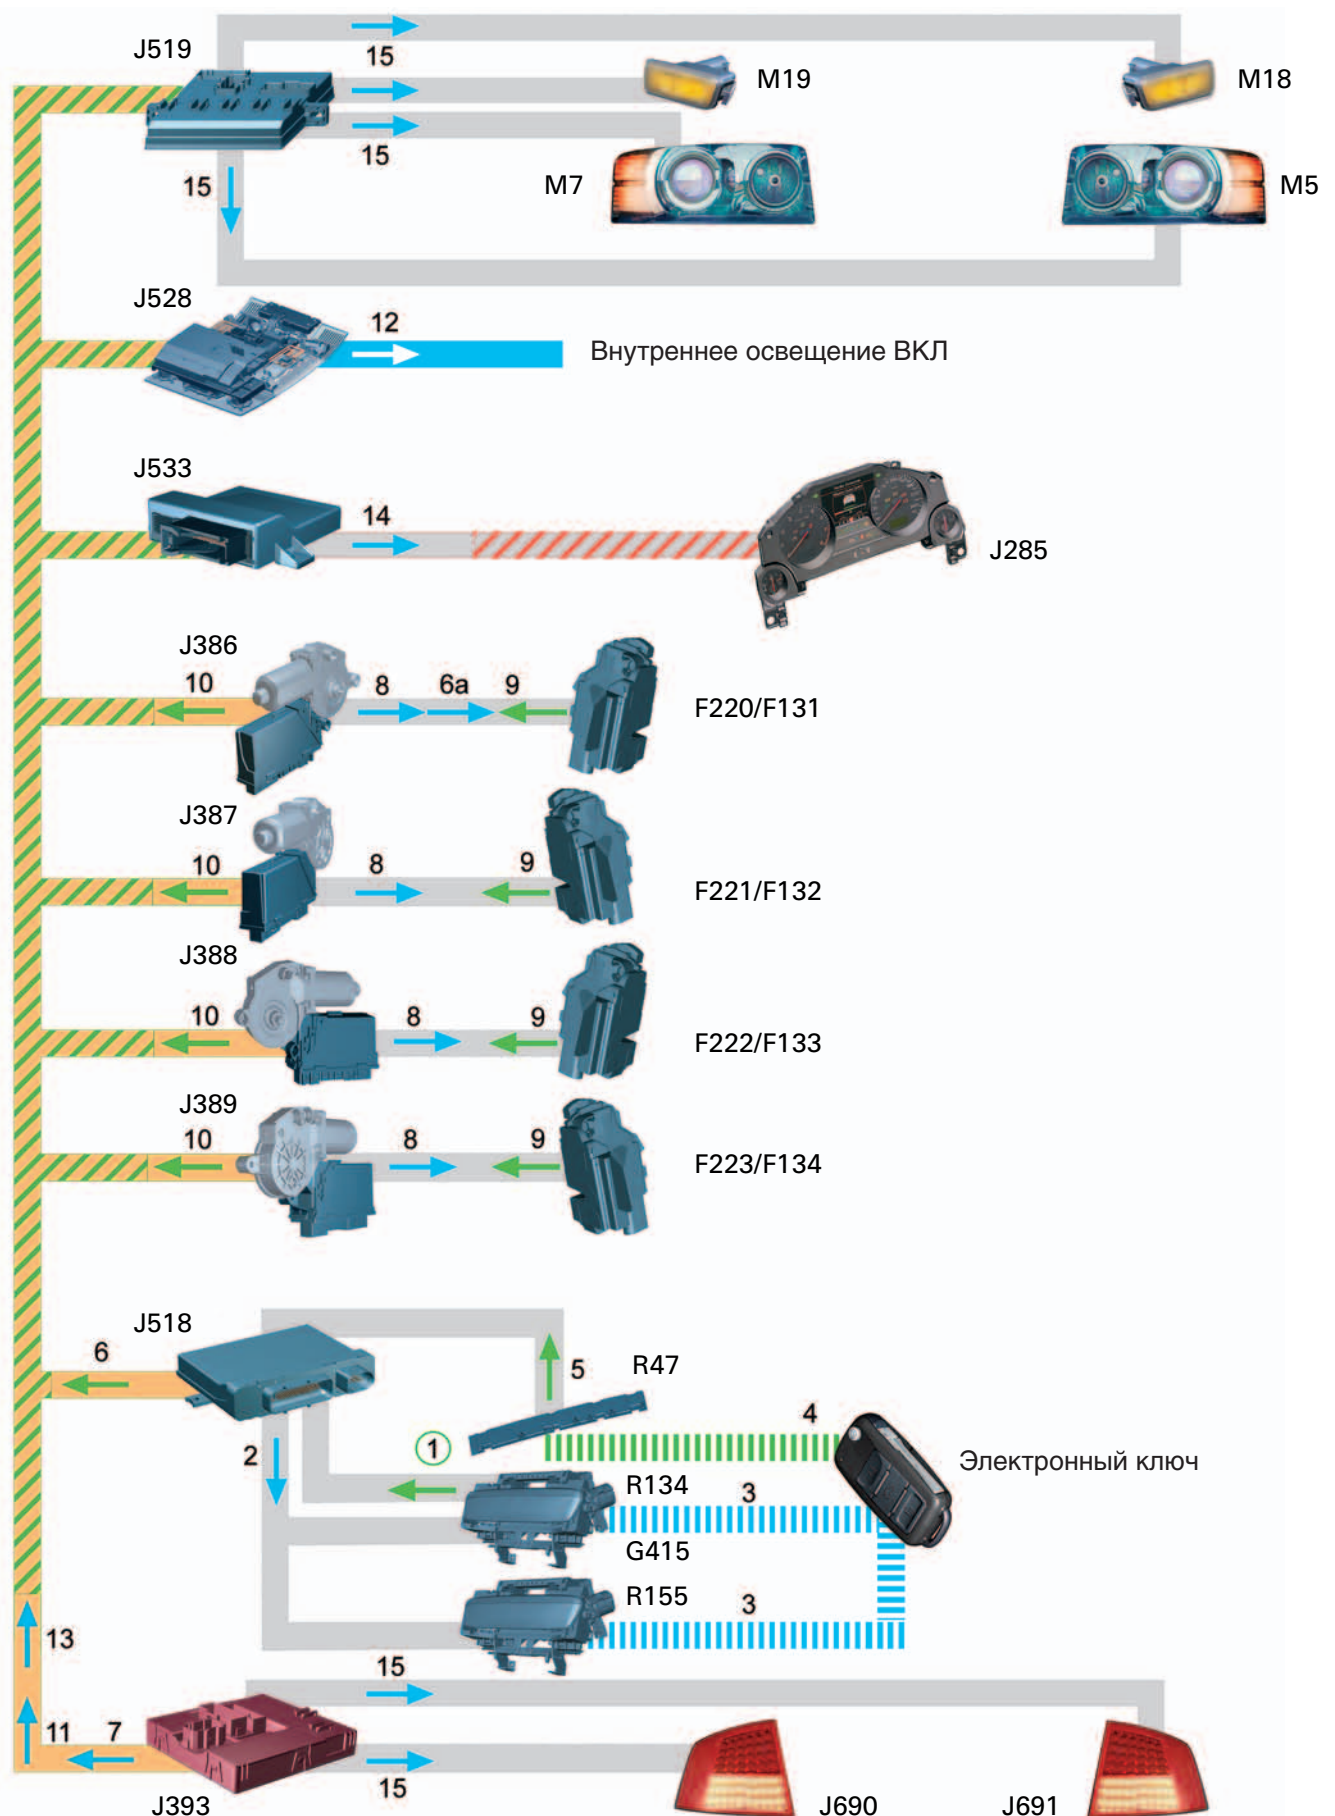 J519
15
M19
M18
15
15
M7
M5
J528
12
Внутреннее освещение ВКЛ
J533
14
J285
J386
10
8
6a
9
F220/F131
J387
10
8
9
F221/F132
J388
10
8
9
F222/F133
J389
10
8
9
F223/F134
J518
6
5
R47
4
2
1
Электронный ключ
R134
3
G415
R155
3
13
15
11
7
15
J393
J690
J691